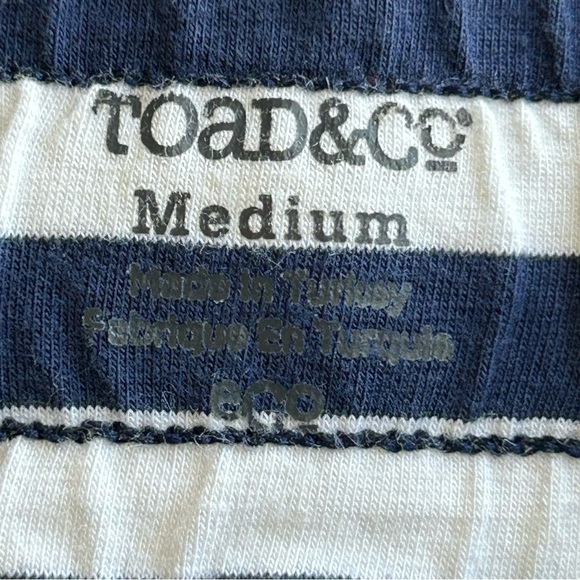 TOAD&CO®
Medium
Made in Turkey
Fabrique En Turquie
eco